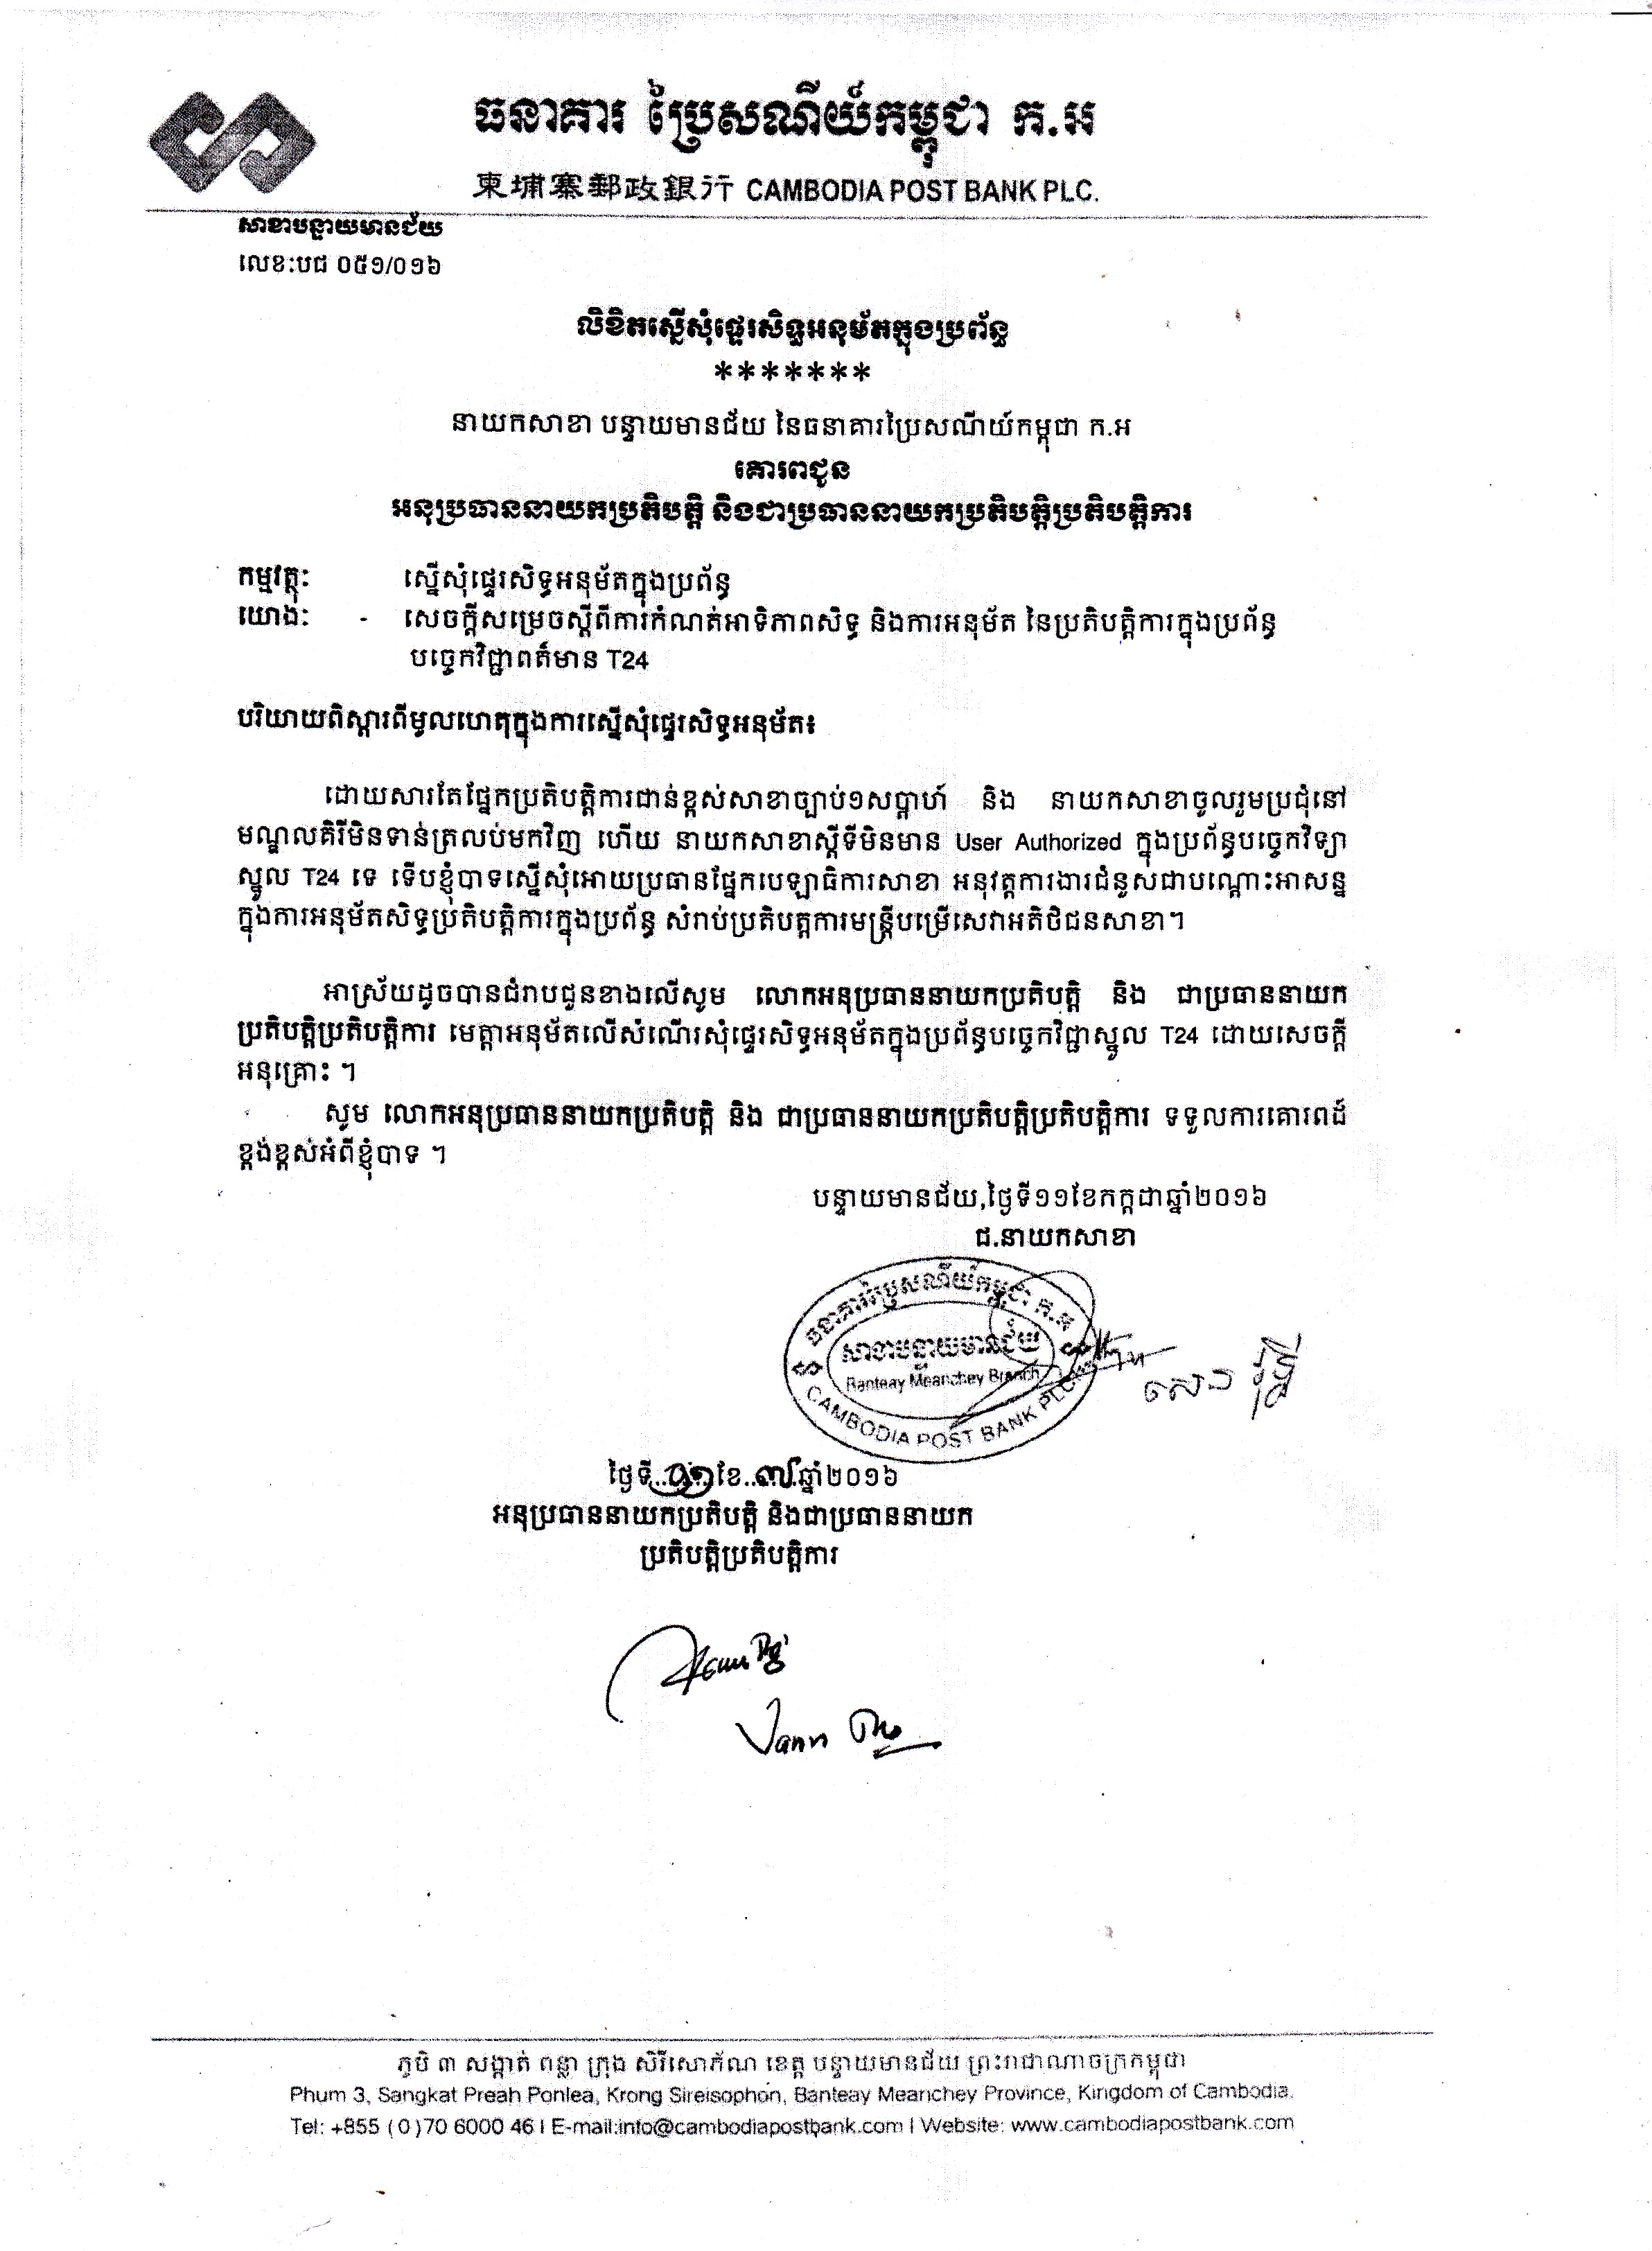 ធនាគារ ប្រៃសណីយ៍កម្ពុជា ក.អ
柬埔寨郵政銀行 CAMBODIA POST BANK PLC.
សាខាបន្ទាយមានជ័យ
លេខ:បជ ០៥១/០១៦
លិខិតស្នើសុំផ្ទេរសិទ្ធអនុម័តក្នុងប្រព័ន្ធ
*******
នាយកសាខា បន្ទាយមានជ័យ នៃធនាគារប្រៃសណីយ៍កម្ពុជា ក.អ
គោរពជូន
អនុប្រធាននាយកប្រតិបត្តិ និងជាប្រធាននាយកប្រតិបត្តិប្រតិបត្តិការ
កម្មវត្ថុ: ស្នើសុំផ្ទេរសិទ្ធអនុម័តក្នុងប្រព័ន្ធ
យោង: - សេចក្តីសម្រេចស្តីពីការកំណត់អាទិភាពសិទ្ធ និងការអនុម័ត នៃប្រតិបត្តិការក្នុងប្រព័ន្ធ
បច្ចេកវិជ្ជាពត៌មាន T24
បរិយាយពិស្តារពីមូលហេតុក្នុងការស្នើសុំផ្ទេរសិទ្ធអនុម័ត៖
ដោយសារតែផ្នែកប្រតិបត្តិការជាន់ខ្ពស់សាខាច្បាប់១សប្តាហ៍ និង នាយកសាខាចូលរួមប្រជុំនៅ
មណ្ឌលគិរីមិនទាន់ត្រលប់មកវិញ ហើយ នាយកសាខាស្តីទីមិនមាន User Authorized ក្នុងប្រព័ន្ធបច្ចេកវិទ្យា
ស្នូល T24 ទេ ទើបខ្ញុំបាទស្នើសុំអោយប្រធានផ្នែកបេឡាធិការសាខា អនុវត្តការងារជំនួសជាបណ្តោះអាសន្ន
ក្នុងការអនុម័តសិទ្ធប្រតិបត្តិការក្នុងប្រព័ន្ធ សំរាប់ប្រតិបត្តការមន្ត្រីបម្រើសេវាអតិថិជនសាខា។
អាស្រ័យដូចបានជំរាបជូនខាងលើសូម លោកអនុប្រធាននាយកប្រតិបត្តិ និង ជាប្រធាននាយក
ប្រតិបត្តិប្រតិបត្តិការ មេត្តាអនុម័តលើសំណើរសុំផ្ទេរសិទ្ធអនុម័តក្នុងប្រព័ន្ធបច្ចេកវិជ្ជាស្នូល T24 ដោយសេចក្តី
អនុគ្រោះ ។
សូម លោកអនុប្រធាននាយកប្រតិបត្តិ និង ជាប្រធាននាយកប្រតិបត្តិប្រតិបត្តិការ ទទួលការគោរពដ៍
ខ្ពង់ខ្ពស់អំពីខ្ញុំបាទ ។
បន្ទាយមានជ័យ,ថ្ងៃទី១១ខែកក្កដាឆ្នាំ២០១៦
ជ.នាយកសាខា
ធនាគារប្រៃសណីយ៍កម្ពុជា ក.អ
សាខាបន្ទាយមានជ័យ
Banteay Meanchey Branch
CAMBODIA POST BANK PLC.
សេង រិទ្ធី
ថ្ងៃទី..១១..ខែ..៧..ឆ្នាំ២០១៦
អនុប្រធាននាយកប្រតិបត្តិ និងជាប្រធាននាយក
ប្រតិបត្តិប្រតិបត្តិការ
ភូមិ ៣ សង្កាត់ ពន្លា ក្រុង សិរីសោភ័ណ ខេត្ត បន្ទាយមានជ័យ ព្រះរាជាណាចក្រកម្ពុជា
Phum 3, Sangkat Preah Ponlea, Krong Sireisophon, Banteay Meanchey Province, Kingdom of Cambodia.
Tel: +855 (0)70 6000 46 | E-mail:info@cambodiapostbank.com | Website: www.cambodiapostbank.com